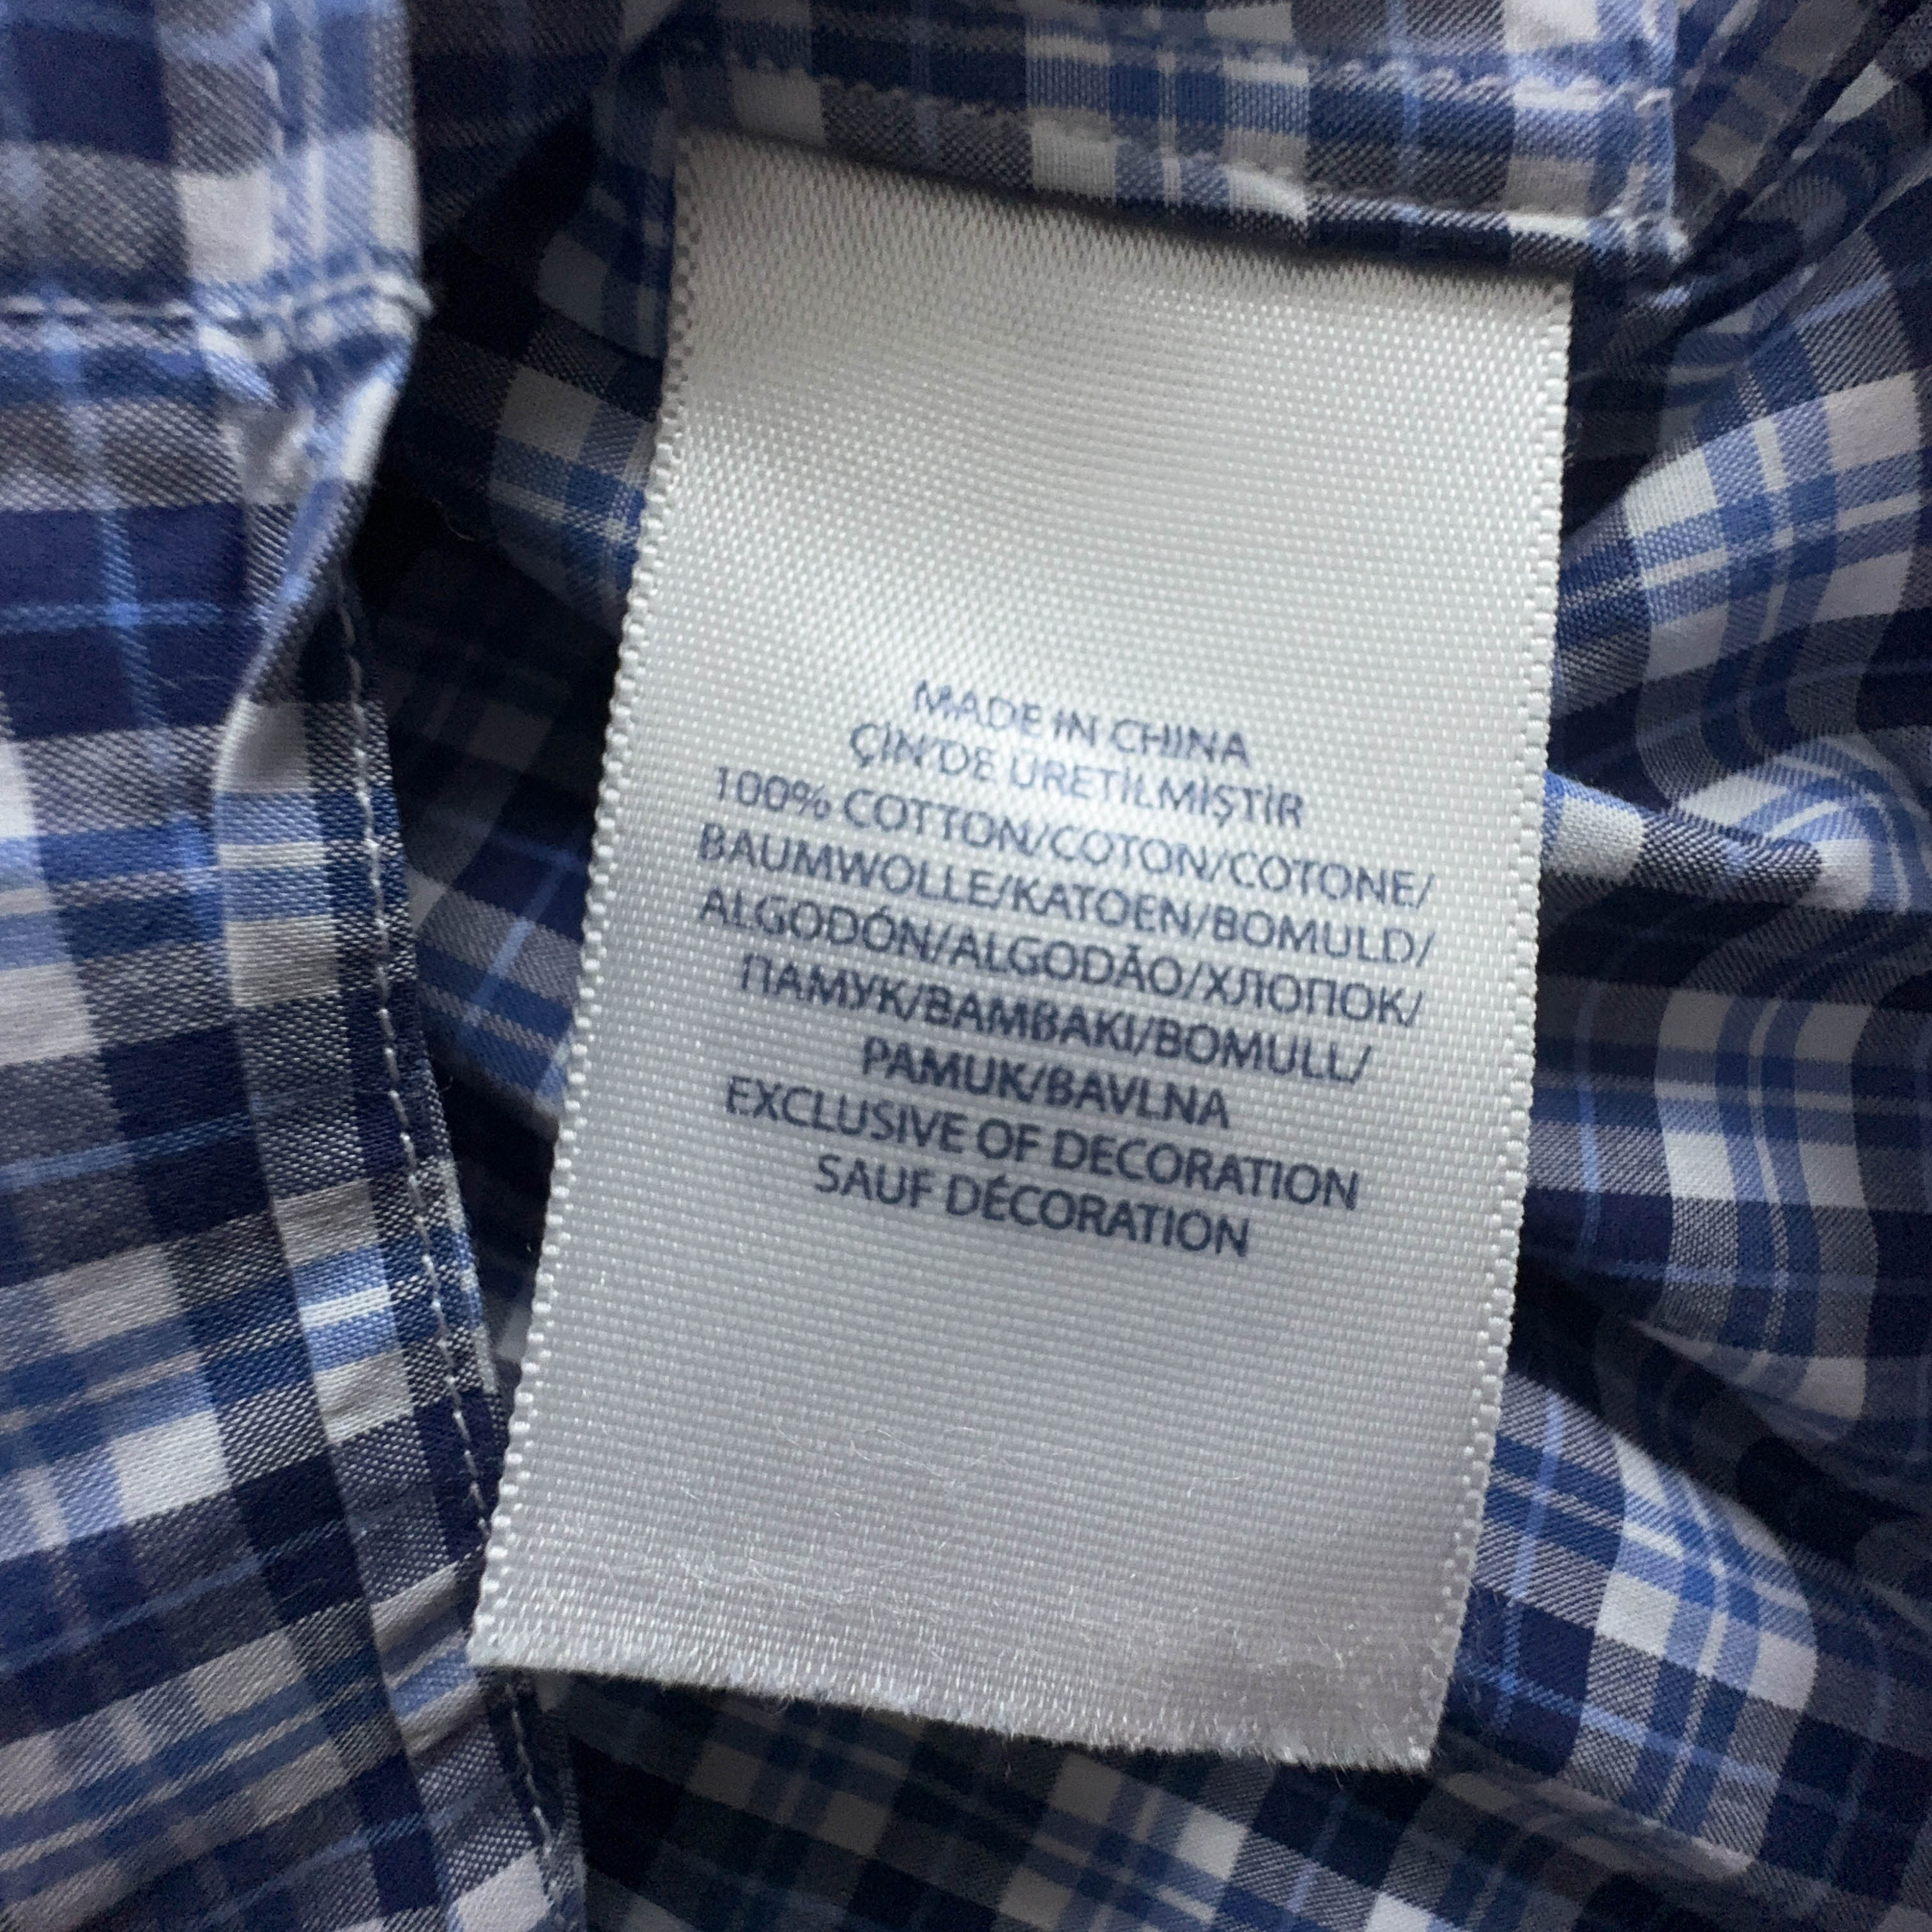 MADE IN CHINA
ÇİN'DE ÜRETİLMİŞTİR
100% COTTON/COTON/COTONE/
BAUMWOLLE/KATOEN/BOMULD/
ALGODÓN/ALGODÃO/ХЛОПОК/
ПАМУК/BAMBAKI/BOMULL/
PAMUK/BAVLNA
EXCLUSIVE OF DECORATION
SAUF DÉCORATION